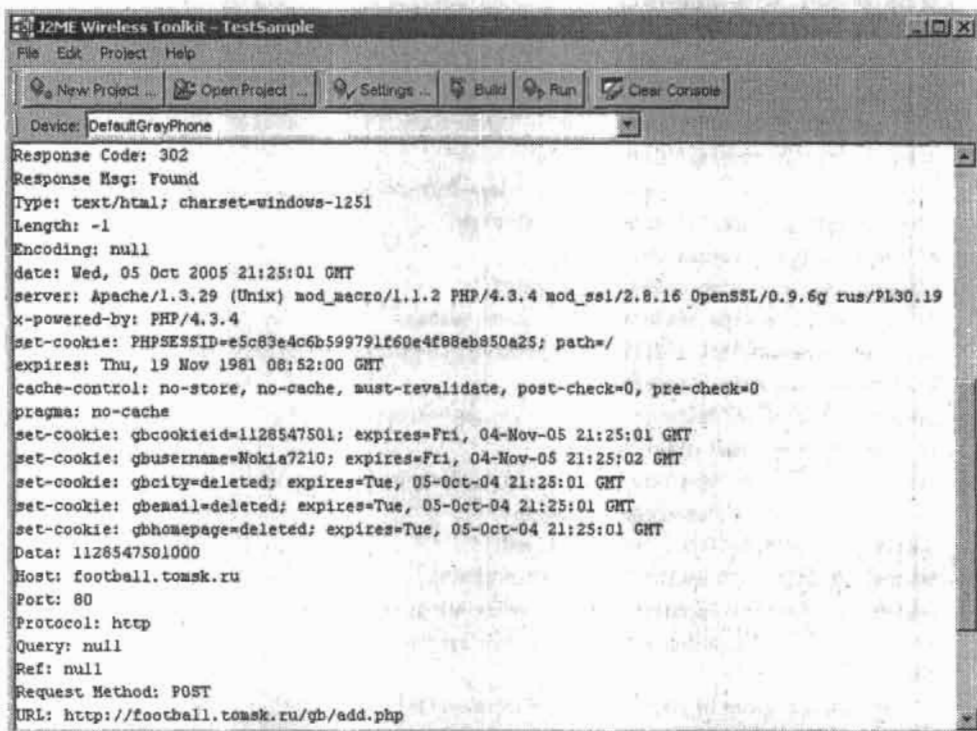 J2ME Wireless Toolkit - TestSample
File Edit Project Help
New Project ... Open Project ... Settings ... Build Run Clear Console
Device: DefaultGrayPhone
Response Code: 302
Response Msg: Found
Type: text/html; charset=windows-1251
Length: -1
Encoding: null
date: Wed, 05 Oct 2005 21:25:01 GMT
server: Apache/1.3.29 (Unix) mod_macro/1.1.2 PHP/4.3.4 mod_ssl/2.8.16 OpenSSL/0.9.6g rus/PL30.19
x-powered-by: PHP/4.3.4
set-cookie: PHPSESSID=e5c83e4c6b599791f60e4f88eb850a25; path=/
expires: Thu, 19 Nov 1981 08:52:00 GMT
cache-control: no-store, no-cache, must-revalidate, post-check=0, pre-check=0
pragma: no-cache
set-cookie: gbcookieid=1128547501; expires=Fri, 04-Nov-05 21:25:01 GMT
set-cookie: gbusername=Nokia7210; expires=Fri, 04-Nov-05 21:25:02 GMT
set-cookie: gbcity=deleted; expires=Tue, 05-Oct-04 21:25:01 GMT
set-cookie: gbemail=deleted; expires=Tue, 05-Oct-04 21:25:01 GMT
set-cookie: gbhomepage=deleted; expires=Tue, 05-Oct-04 21:25:01 GMT
Data: 1128547501000
Host: football.tomsk.ru
Port: 80
Protocol: http
Query: null
Ref: null
Request Method: POST
URL: http://football.tomsk.ru/gb/add.php